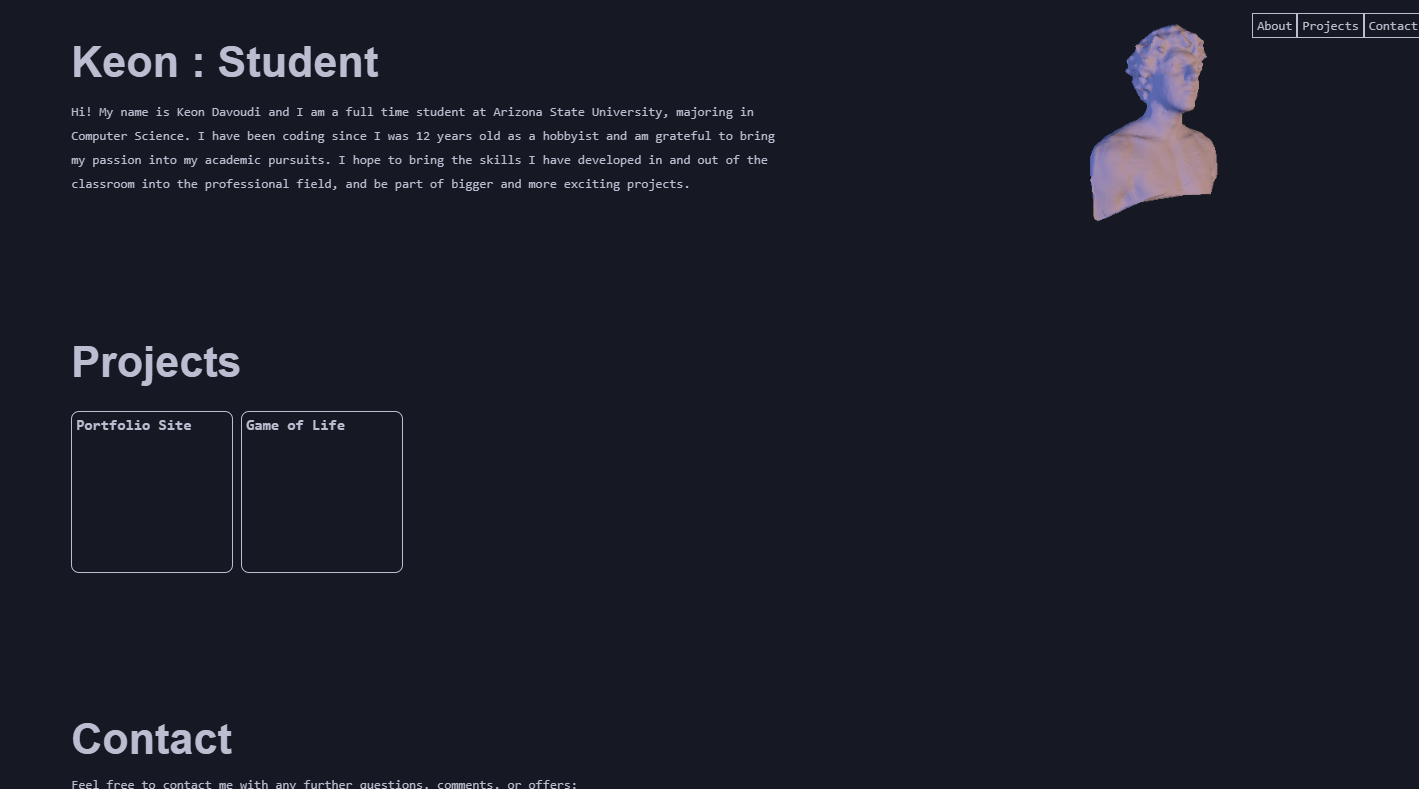 About Projects Contact
Keon : Student
Hi! My name is Keon Davoudi and I am a full time student at Arizona State University, majoring in
Computer Science. I have been coding since I was 12 years old as a hobbyist and am grateful to bring
my passion into my academic pursuits. I hope to bring the skills I have developed in and out of the
classroom into the professional field, and be part of bigger and more exciting projects.
Projects
Portfolio Site
Game of Life
Contact
Feel free to contact me with any further questions, comments, or offers: